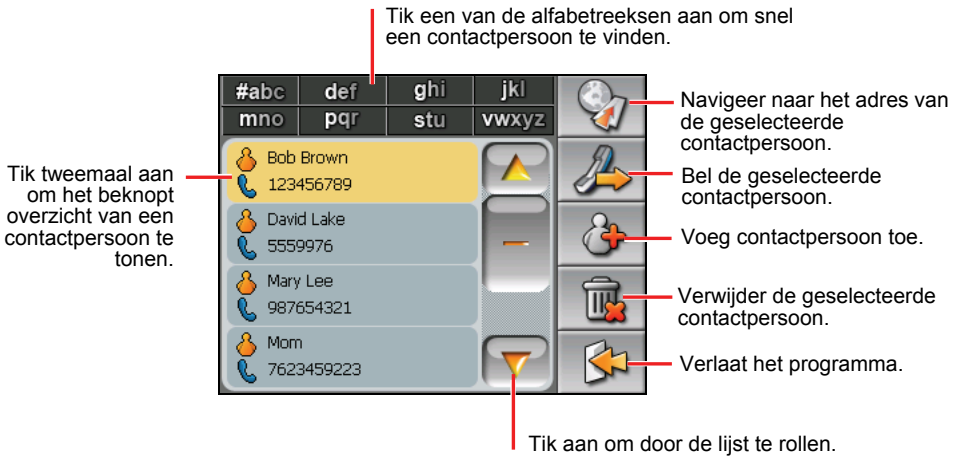 Tik een van de alfabetreeksen aan om snel
een contactpersoon te vinden.
#abc def ghi jkl
mno pqr stu vwxyz
Bob Brown
123456789
David Lake
5559976
Mary Lee
987654321
Mom
7623459223
Tik tweemaal aan
om het beknopt
overzicht van een
contactpersoon te
tonen.
Navigeer naar het adres van
de geselecteerde
contactpersoon.
Bel de geselecteerde
contactpersoon.
Voeg contactpersoon toe.
Verwijder de geselecteerde
contactpersoon.
Verlaat het programma.
Tik aan om door de lijst te rollen.